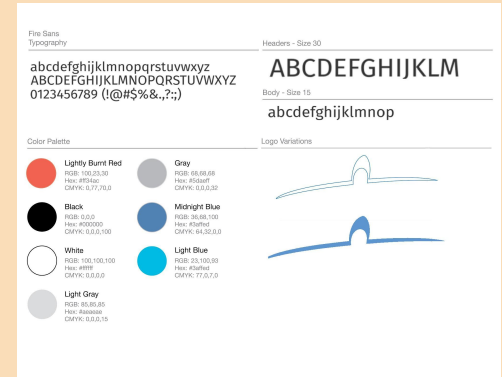 Fire Sans
Typography
abcdefghijklmnopqrstuvwxyz
ABCDEFGHIJKLMNOPQRSTUVWXYZ
0123456789 (!@#$%&.,?:;)
Headers - Size 30
ABCDEFGHIJKLM
Body - Size 15
abcdefghijklmnop
Color Palette
Lightly Burnt Red
RGB: 100,23,30
Hex: #ff34ac
CMYK: 0,77,70,0
Gray
RGB: 68,68,68
Hex: #5daeff
CMYK: 0,0,0,32
Black
RGB: 0,0,0
Hex: #000000
CMYK: 0,0,0,100
Midnight Blue
RGB: 36,68,100
Hex: #3affed
CMYK: 64,32,0,0
White
RGB: 100,100,100
Hex: #ffffff
CMYK: 0,0,0,0
Light Blue
RGB: 23,100,93
Hex: #3affed
CMYK: 77,0,7,0
Light Gray
RGB: 85,85,85
Hex: #aeaeae
CMYK: 0,0,0,15
Logo Variations